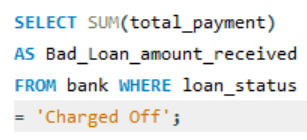 SELECT SUM(total_payment)
AS Bad_Loan_amount_received
FROM bank WHERE loan_status
= 'Charged Off';